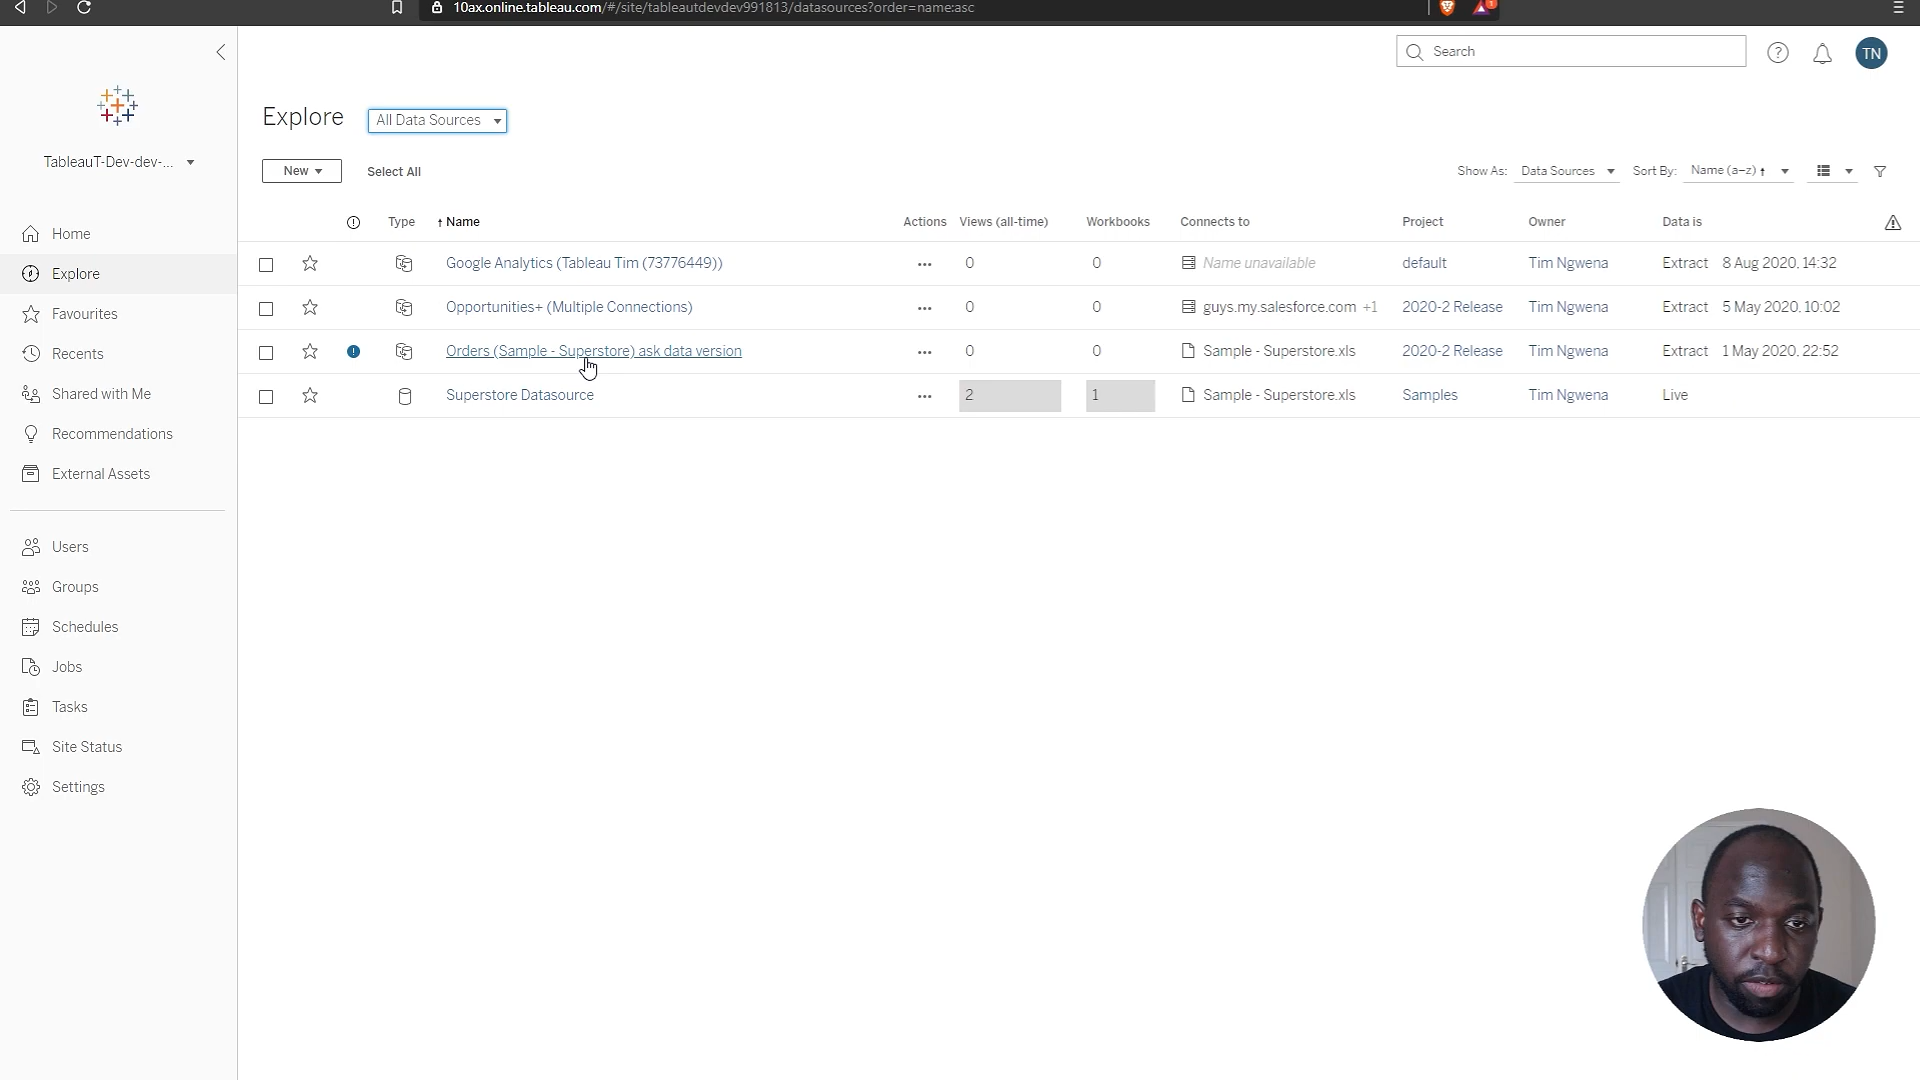 10ax.online.tableau.com/#/site/tableautdevdev991813/datasources?order=name:asc
1
Search
?
TN
Explore
All Data Sources
TableauT-Dev-dev-...
New
Select All
Show As: Data Sources
Sort By: Name (a–z) ↑
Type ↑ Name Actions Views (all-time) Workbooks Connects to Project Owner Data is
Google Analytics (Tableau Tim (73776449)) ... 0 0 Name unavailable default Tim Ngwena Extract 8 Aug 2020, 14:32
Opportunities+ (Multiple Connections) ... 0 0 guys.my.salesforce.com +1 2020-2 Release Tim Ngwena Extract 5 May 2020, 10:02
Orders (Sample - Superstore) ask data version ... 0 0 Sample - Superstore.xls 2020-2 Release Tim Ngwena Extract 1 May 2020, 22:52
Superstore Datasource ... 2 1 Sample - Superstore.xls Samples Tim Ngwena Live
Home
Explore
Favourites
Recents
Shared with Me
Recommendations
External Assets
Users
Groups
Schedules
Jobs
Tasks
Site Status
Settings